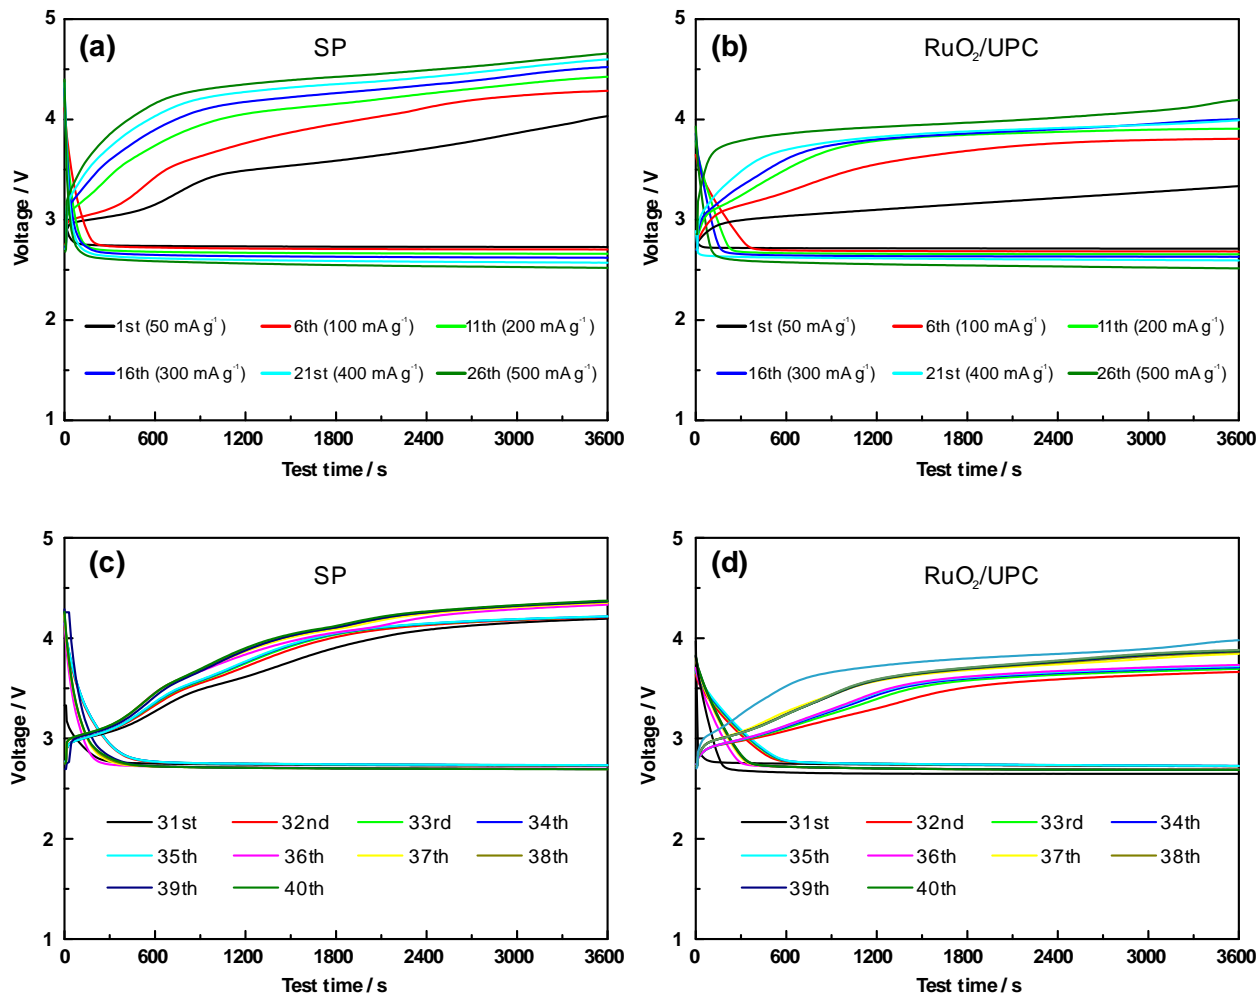 (a)
SP
5
4
3
2
1
Voltage / V
1st (50 mA g⁻¹)
6th (100 mA g⁻¹)
11th (200 mA g⁻¹)
16th (300 mA g⁻¹)
21st (400 mA g⁻¹)
26th (500 mA g⁻¹)
0 600 1200 1800 2400 3000 3600
Test time / s
(b)
RuO₂/UPC
5
4
3
2
1
Voltage / V
1st (50 mA g⁻¹)
6th (100 mA g⁻¹)
11th (200 mA g⁻¹)
16th (300 mA g⁻¹)
21st (400 mA g⁻¹)
26th (500 mA g⁻¹)
0 600 1200 1800 2400 3000 3600
Test time / s
(c)
SP
5
4
3
2
1
Voltage / V
31st 32nd 33rd 34th
35th 36th 37th 38th
39th 40th
0 600 1200 1800 2400 3000 3600
Test time / s
(d)
RuO₂/UPC
5
4
3
2
1
Voltage / V
31st 32nd 33rd 34th
35th 36th 37th 38th
39th 40th
0 600 1200 1800 2400 3000 3600
Test time / s